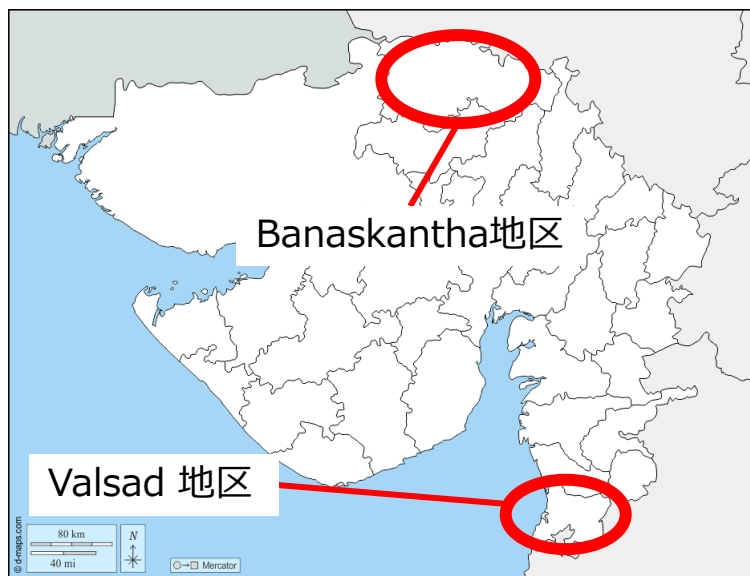 Banaskantha地区
Valsad 地区
80 km
40 mi
N
Mercator
© d-maps.com